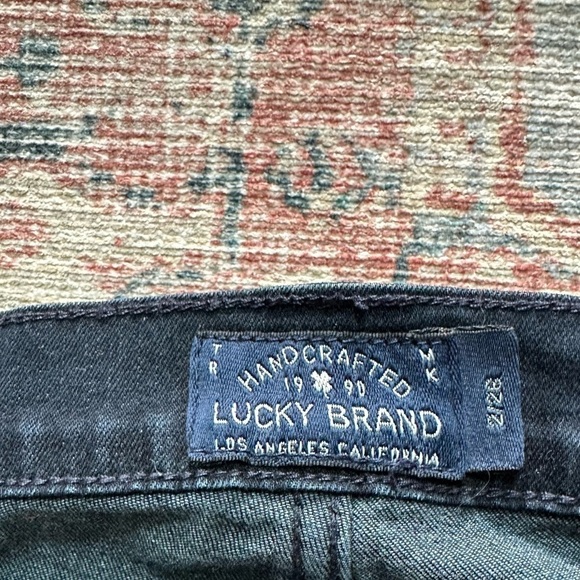 TR MK
HANDCRAFTED
19 90
LUCKY BRAND
LOS ANGELES CALIFORNIA
2/26